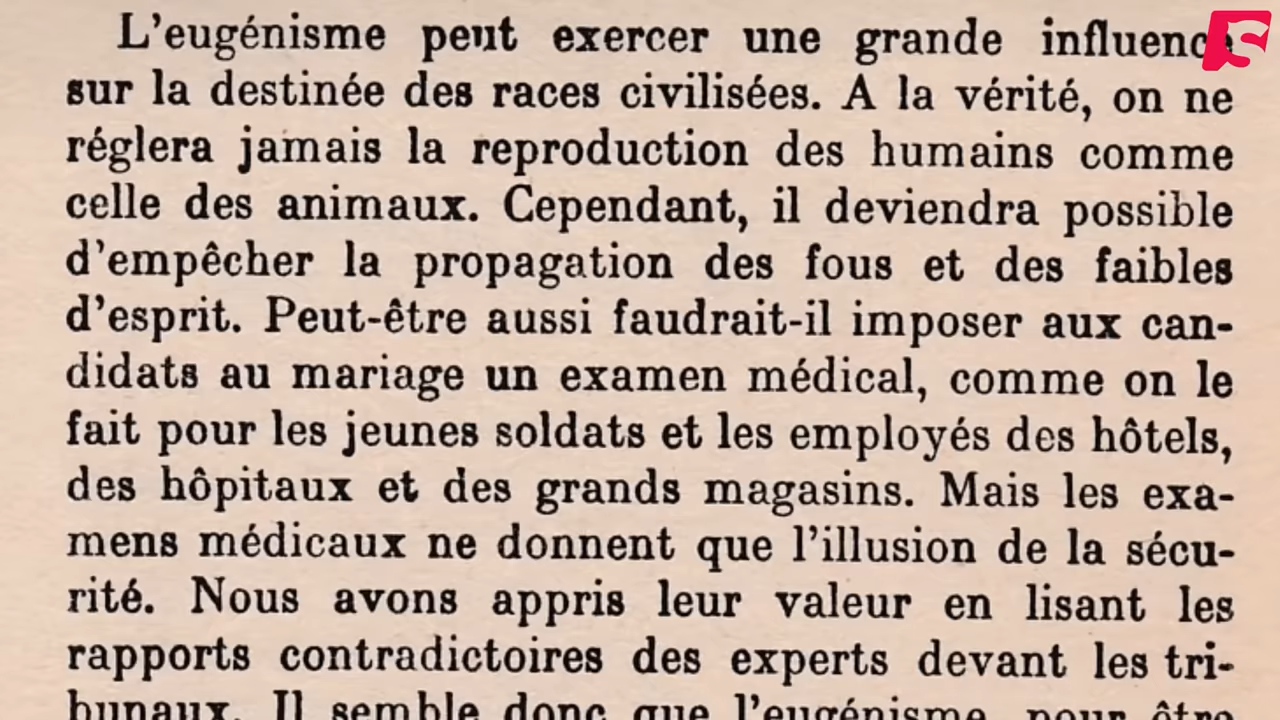 L'eugénisme peut exercer une grande influence
sur la destinée des races civilisées. A la vérité, on ne
réglera jamais la reproduction des humains comme
celle des animaux. Cependant, il deviendra possible
d'empêcher la propagation des fous et des faibles
d'esprit. Peut-être aussi faudrait-il imposer aux can-
didats au mariage un examen médical, comme on le
fait pour les jeunes soldats et les employés des hôtels,
des hôpitaux et des grands magasins. Mais les exa-
mens médicaux ne donnent que l'illusion de la sécu-
rité. Nous avons appris leur valeur en lisant les
rapports contradictoires des experts devant les tri-
bunaux. Il semble donc que l'eugénisme, pour être